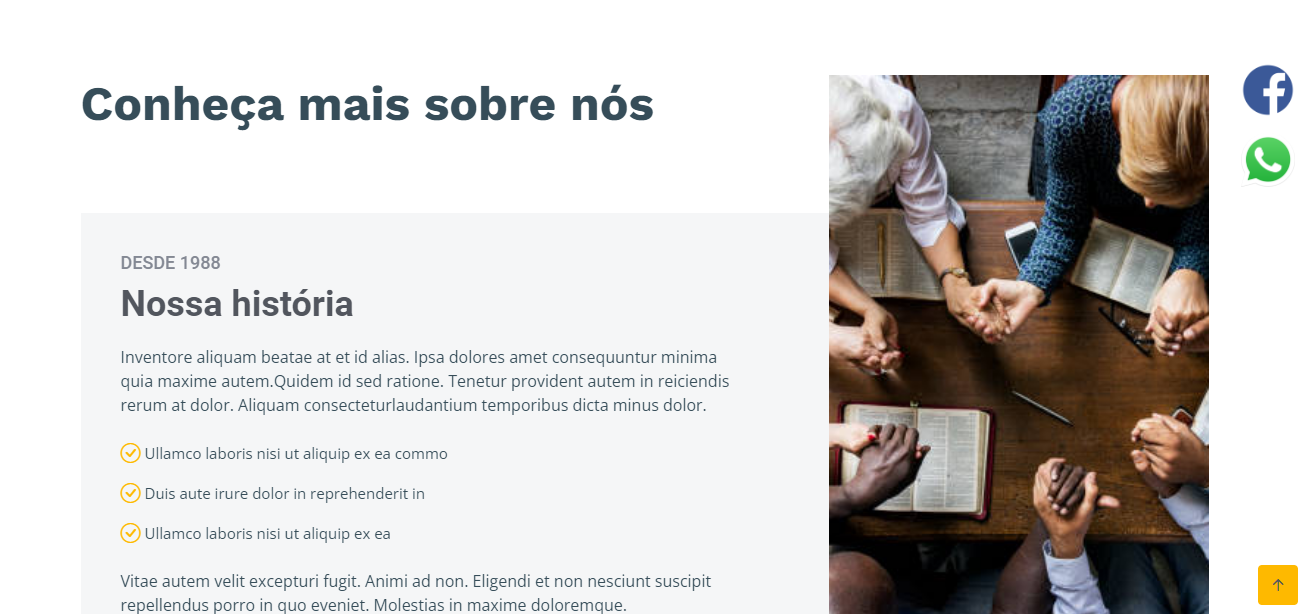 Conheça mais sobre nós
DESDE 1988
Nossa história
Inventore aliquam beatae at et id alias. Ipsa dolores amet consequuntur minima
quia maxime autem.Quidem id sed ratione. Tenetur provident autem in reiciendis
rerum at dolor. Aliquam consecteturlaudantium temporibus dicta minus dolor.
Ullamco laboris nisi ut aliquip ex ea commo
Duis aute irure dolor in reprehenderit in
Ullamco laboris nisi ut aliquip ex ea
Vitae autem velit excepturi fugit. Animi ad non. Eligendi et non nesciunt suscipit
repellendus porro in quo eveniet. Molestias in maxime doloremque.